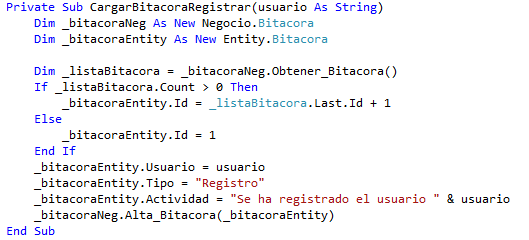 Private Sub CargarBitacoraRegistrar(usuario As String)
Dim _bitacoraNeg As New Negocio.Bitacora
Dim _bitacoraEntity As New Entity.Bitacora
Dim _listaBitacora = _bitacoraNeg.Obtener_Bitacora()
If _listaBitacora.Count > 0 Then
_bitacoraEntity.Id = _listaBitacora.Last.Id + 1
Else
_bitacoraEntity.Id = 1
End If
_bitacoraEntity.Usuario = usuario
_bitacoraEntity.Tipo = "Registro"
_bitacoraEntity.Actividad = "Se ha registrado el usuario " & usuario
_bitacoraNeg.Alta_Bitacora(_bitacoraEntity)
End Sub